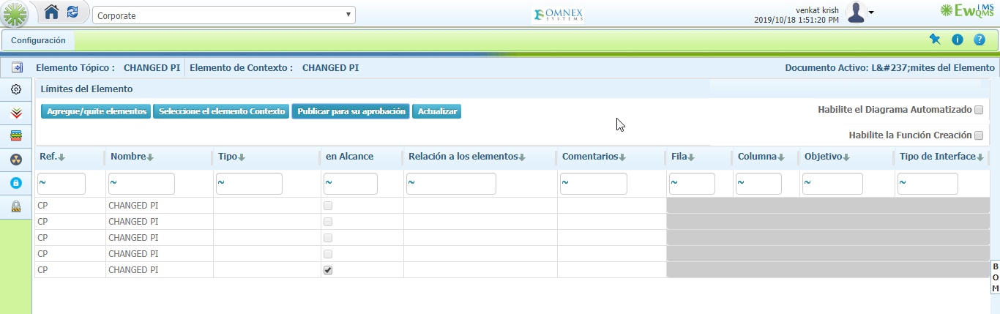 Corporate
OMNEX
SYSTEMS
venkat krish
2019/10/18 1:51:20 PM
EwIMS
QMS
Configuración
Elemento Tópico : CHANGED PI Elemento de Contexto : CHANGED PI Documento Activo: L&#237;mites del Elemento
Límites del Elemento
Agregue/quite elementos Seleccione el elemento Contexto Publicar para su aprobación Actualizar Habilite el Diagrama Automatizado
Habilite la Función Creación
Ref. Nombre Tipo en Alcance Relación a los elementos Comentarios Fila Columna Objetivo Tipo de Interface
~ ~ ~ ~ ~ ~ ~ ~ ~ ~
CP CHANGED PI
CP CHANGED PI
CP CHANGED PI
CP CHANGED PI
CP CHANGED PI
B
O
M